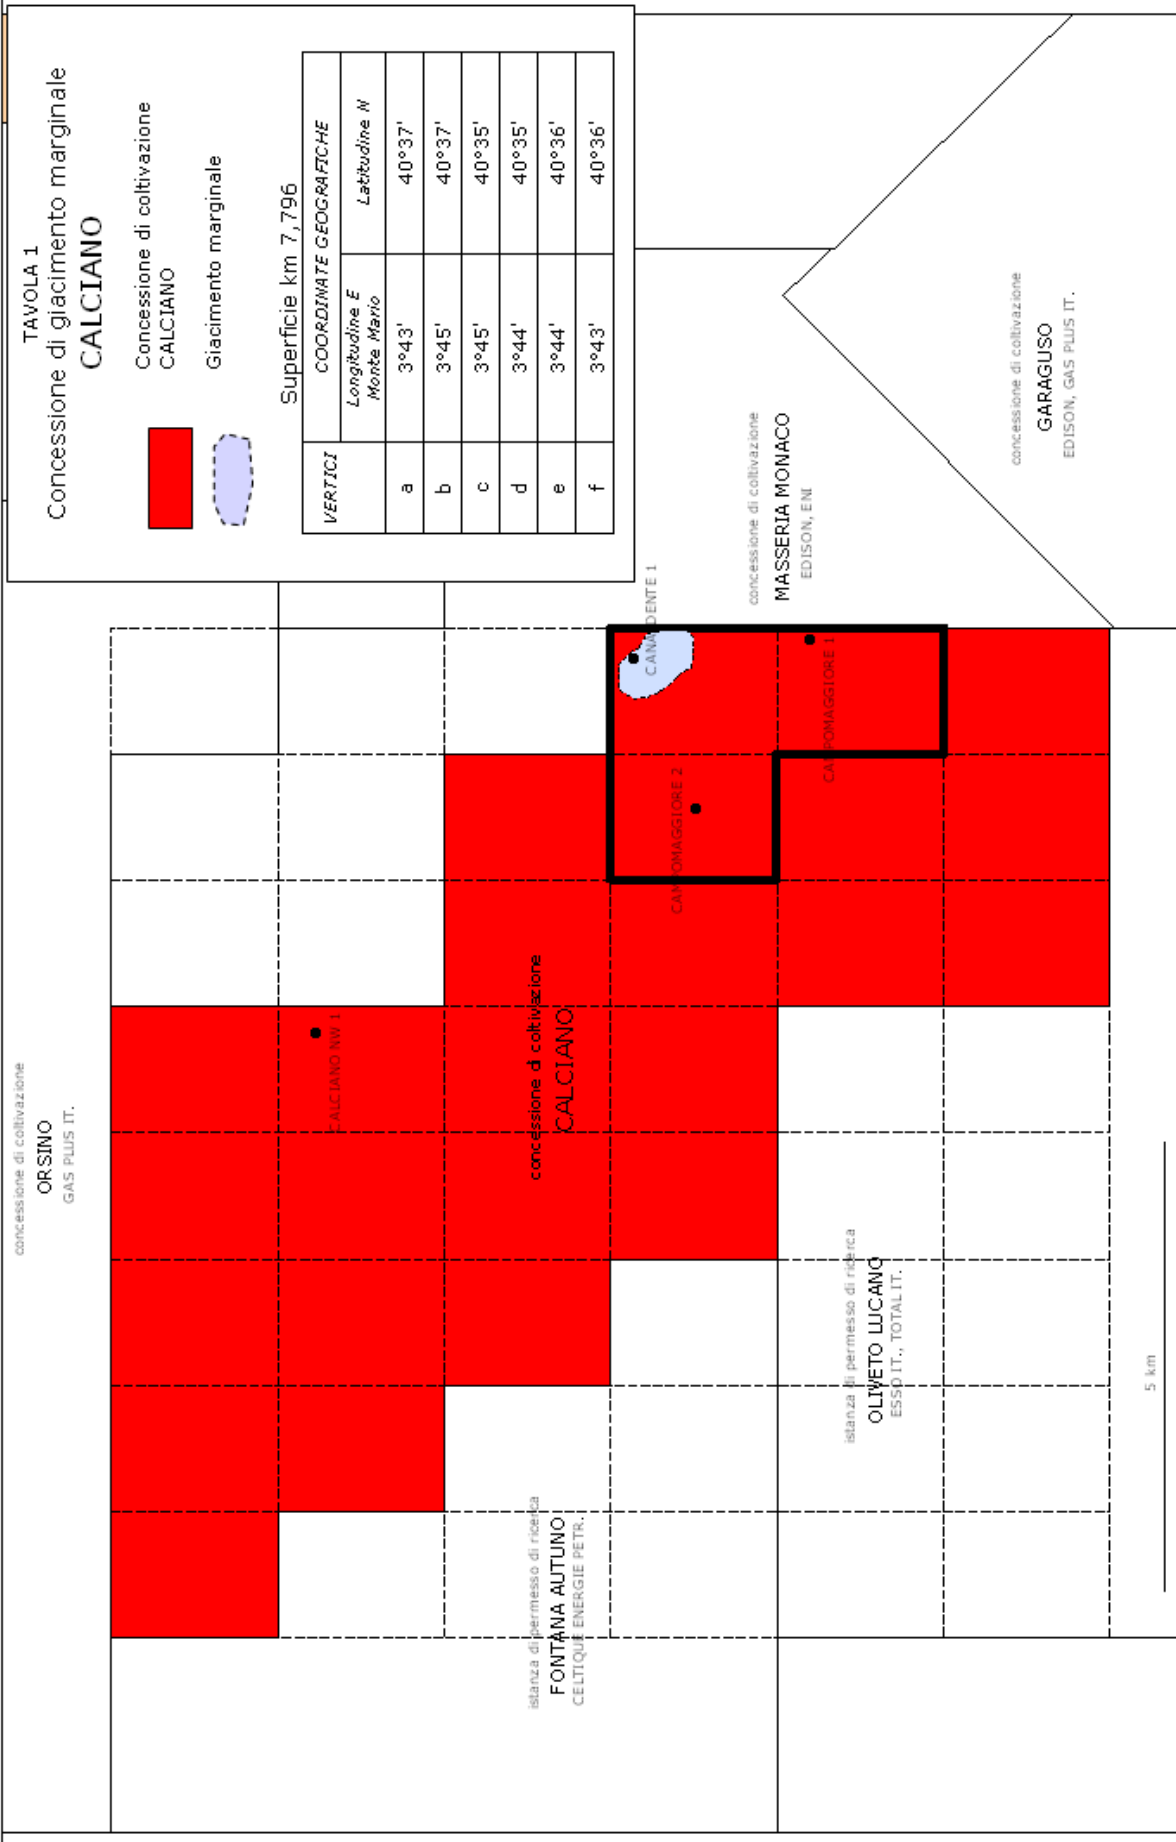 TAVOLA 1
Concessione di giacimento marginale
CALCIANO
Concessione di coltivazione
CALCIANO
Giacimento marginale
Superficie km 7,796
VERTICI COORDINATE GEOGRAFICHE
Longitudine E
Monte Mario
Latitudine N
a 3°43' 40°37'
b 3°45' 40°37'
c 3°45' 40°35'
d 3°44' 40°35'
e 3°44' 40°36'
f 3°43' 40°36'
concessione di coltivazione
ORSINO
GAS PLUS IT.
CALCIANO NW 1
concessione di coltivazione
CALCIANO
CAMPOMAGGIORE 2
DENTE 1
CAMPOMAGGIORE 1
concessione di coltivazione
MASSERIA MONACO
EDISON, ENI
concessione di coltivazione
GARAGUSO
EDISON, GAS PLUS IT.
istanza di permesso di ricerca
FONTANA AUTUNO
CELTIQUE ENERGIE PETR.
istanza di permesso di ricerca
OLIVETO LUCANO
ESSO IT., TOTAL IT.
5 km